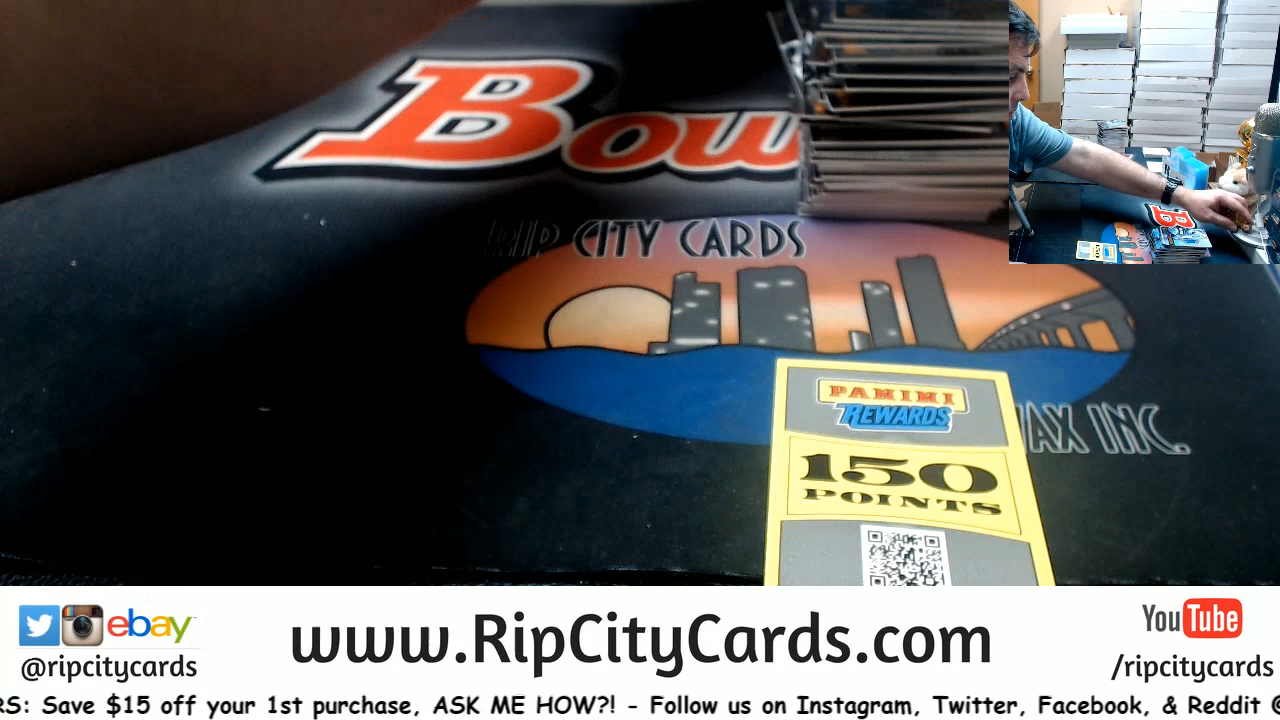 BOW
RIP CITY CARDS
WAX INC.
PANINI
REWARDS
150
POINTS
ebay
@ripcitycards
www.RipCityCards.com
YouTube
/ripcitycards
RS: Save $15 off your 1st purchase, ASK ME HOW?! - Follow us on Instagram, Twitter, Facebook, & Reddit @